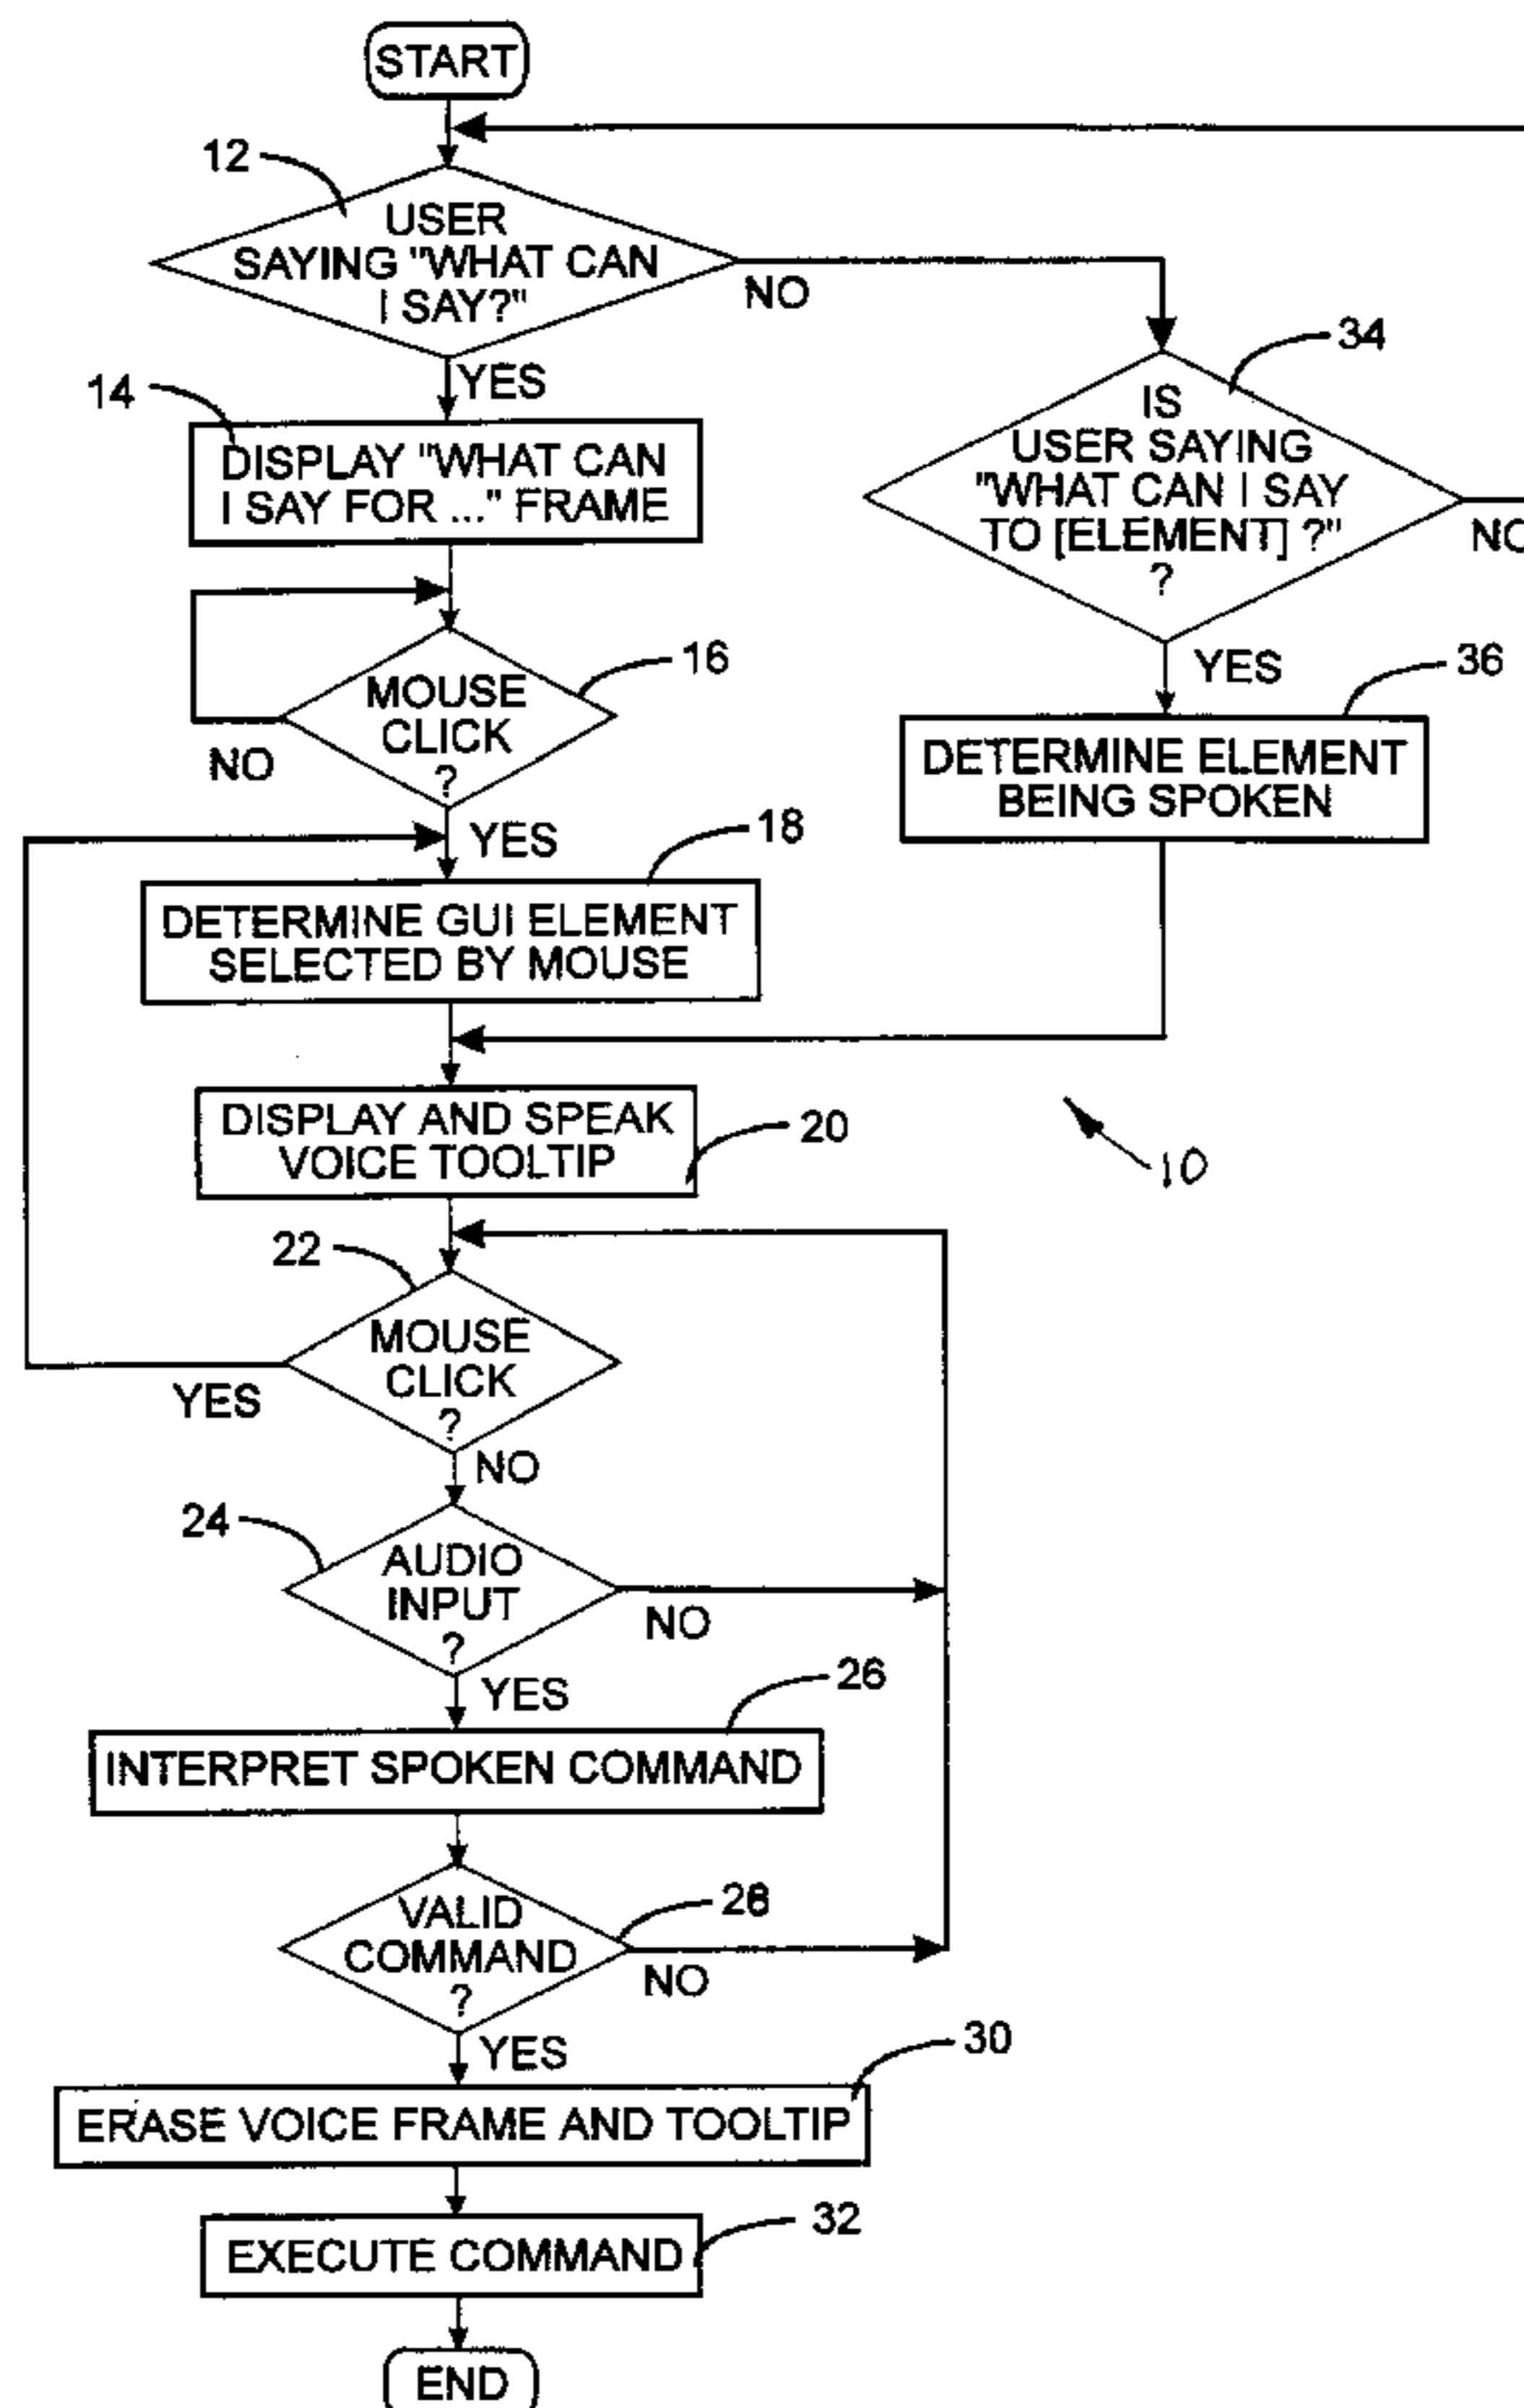 START
12
USER
SAYING "WHAT CAN
I SAY?"
NO
YES
14
DISPLAY "WHAT CAN
I SAY FOR ..." FRAME
34
IS
USER SAYING
"WHAT CAN I SAY
TO [ELEMENT] ?"
?
NO
YES
16
MOUSE
CLICK
?
NO
YES
36
DETERMINE ELEMENT
BEING SPOKEN
18
DETERMINE GUI ELEMENT
SELECTED BY MOUSE
20
DISPLAY AND SPEAK
VOICE TOOLTIP
10
22
MOUSE
CLICK
?
YES
NO
24
AUDIO
INPUT
?
NO
YES
26
INTERPRET SPOKEN COMMAND
28
VALID
COMMAND
?
NO
YES
30
ERASE VOICE FRAME AND TOOLTIP
32
EXECUTE COMMAND
END